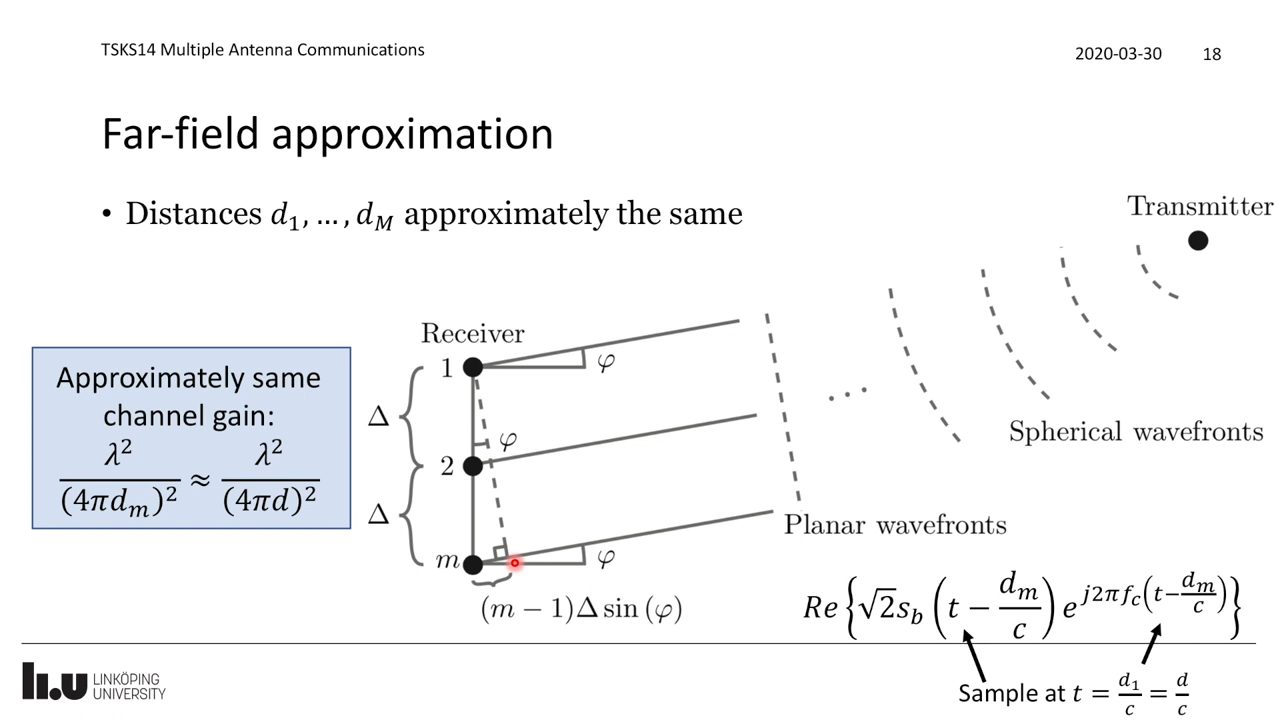 TSKS14 Multiple Antenna Communications
2020-03-30 18
Far-field approximation
• Distances d₁, …, d_M approximately the same
Transmitter
Receiver
1
φ
Δ
φ
2
Δ
m
φ
(m − 1)Δ sin (φ)
Approximately same
channel gain:
λ²/(4πd_m)² ≈ λ²/(4πd)²
. . .
Spherical wavefronts
Planar wavefronts
Re{√2 s_b (t − d_m/c) e^{j2πf_c(t − d_m/c)}}
Sample at t = d₁/c = d/c
li.u LINKÖPING
UNIVERSITY